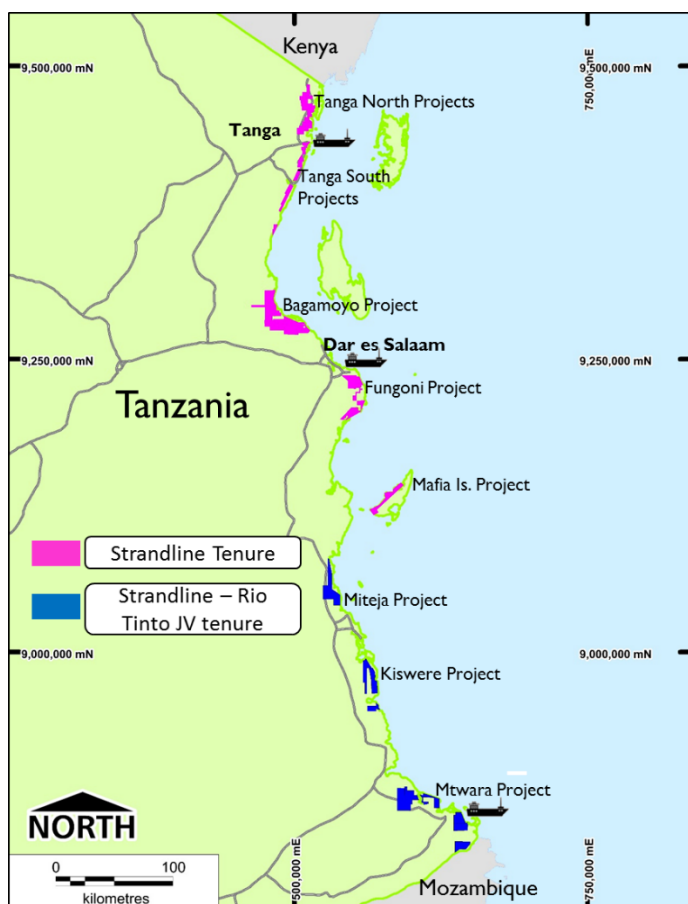 Kenya
9,500,000 mN
750,000 mE
9,500,000 mN
Tanga North Projects
Tanga
Tanga South
Projects
Bagamoyo Project
Dar es Salaam
9,250,000 mN
9,250,000 mN
Fungoni Project
Tanzania
Mafia Is. Project
Strandline Tenure
Strandline – Rio
Tinto JV tenure
Miteja Project
9,000,000 mN
9,000,000 mN
Kiswere Project
Mtwara Project
NORTH
0
100
kilometres
500,000 mE
750,000 mE
Mozambique